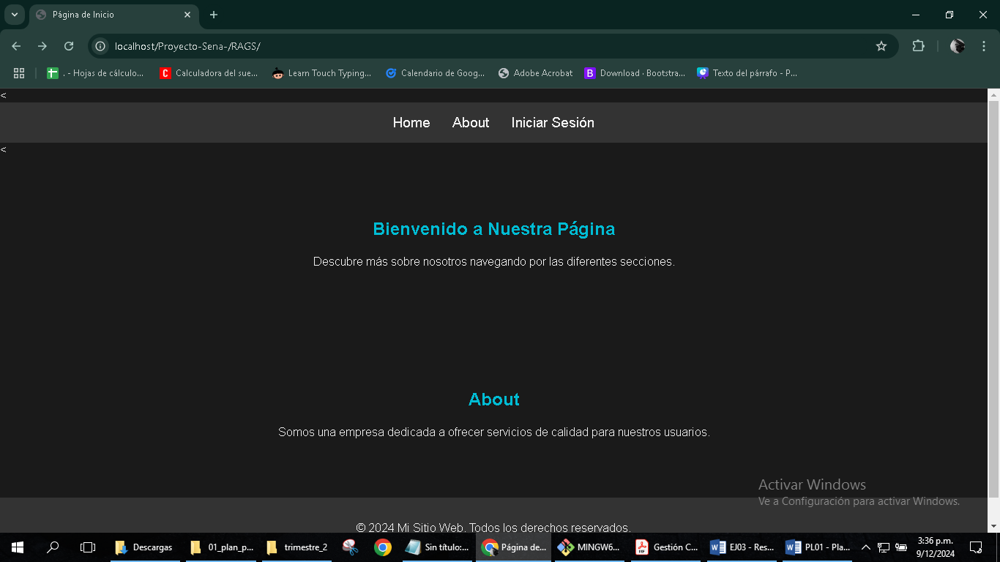 Página de Inicio
localhost/Proyecto-Sena-/RAGS/
. - Hojas de cálculo... Calculadora del sue... Learn Touch Typing... Calendario de Goog... Adobe Acrobat Download · Bootstra... Texto del párrafo - P...
<
Home About Iniciar Sesión
<
Bienvenido a Nuestra Página
Descubre más sobre nosotros navegando por las diferentes secciones.
About
Somos una empresa dedicada a ofrecer servicios de calidad para nuestros usuarios.
Activar Windows
Ve a Configuración para activar Windows.
© 2024 Mi Sitio Web. Todos los derechos reservados.
Descargas 01_plan_p... trimestre_2 Sin título:... Página de... MINGW6... Gestión C... EJ03 - Res... PL01 - Pla...
3:36 p.m.
9/12/2024